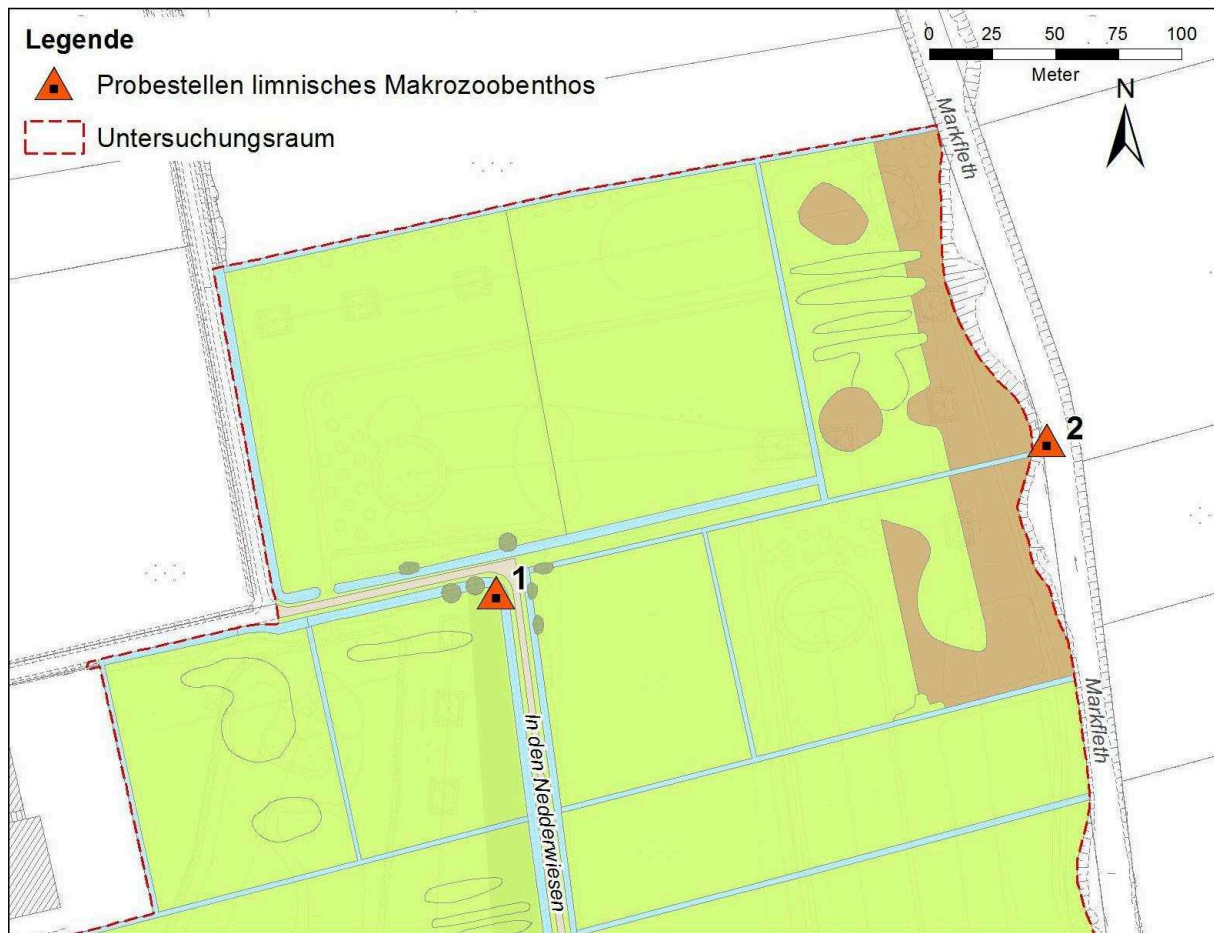 Legende
Probestellen limnisches Makrozoobenthos
Untersuchungsraum
0 25 50 75 100
Meter
N
Markfleth
2
1
In den Nedderwiesen
Markfleth